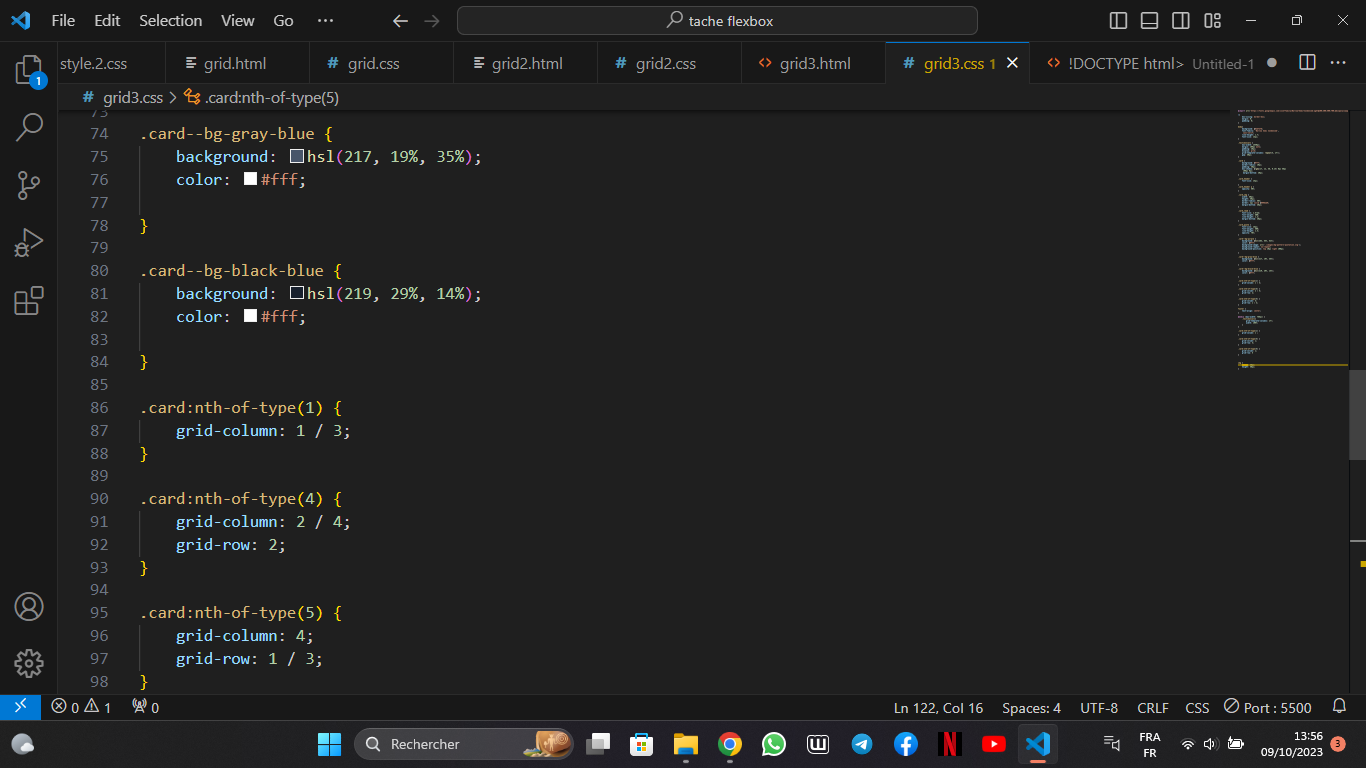 File Edit Selection View Go ··· tache flexbox
style.2.css grid.html grid.css grid2.html grid2.css grid3.html grid3.css 1 !DOCTYPE html> Untitled-1
grid3.css > .card:nth-of-type(5)
73
74 .card--bg-gray-blue {
75 background: hsl(217, 19%, 35%);
76 color: #fff;
77
78 }
79
80 .card--bg-black-blue {
81 background: hsl(219, 29%, 14%);
82 color: #fff;
83
84 }
85
86 .card:nth-of-type(1) {
87 grid-column: 1 / 3;
88 }
89
90 .card:nth-of-type(4) {
91 grid-column: 2 / 4;
92 grid-row: 2;
93 }
94
95 .card:nth-of-type(5) {
96 grid-column: 4;
97 grid-row: 1 / 3;
98 }
1
0 1 0 Ln 122, Col 16 Spaces: 4 UTF-8 CRLF CSS Port : 5500
Rechercher
FRA
FR
13:56
09/10/2023
3